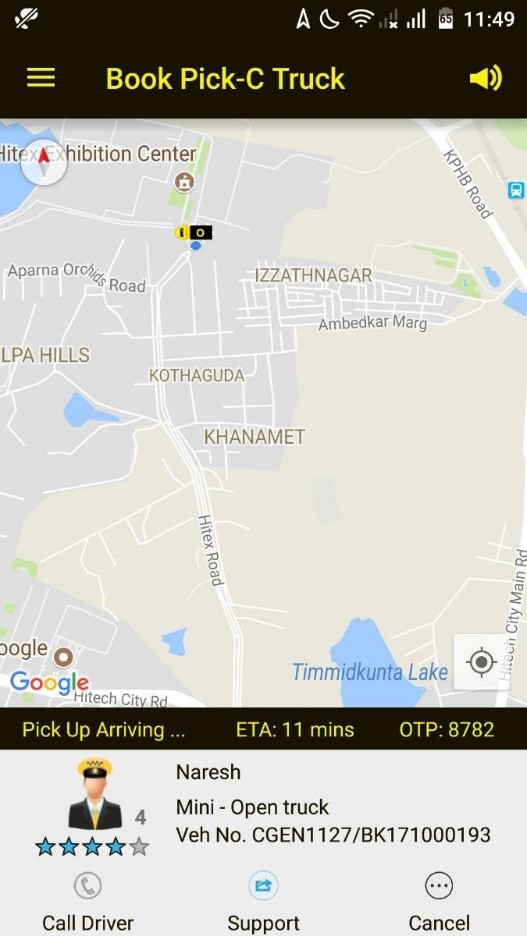 65 11:49
Book Pick-C Truck
Hitex Exhibition Center
KPHB Road
O
Aparna Orchids Road
IZZATHNAGAR
Ambedkar Marg
LPA HILLS
KOTHAGUDA
KHANAMET
Hitex Road
Hitech City Main Rd
oogle
Timmidkunta Lake
Google
Hitech City Rd
Pick Up Arriving ... ETA: 11 mins OTP: 8782
Naresh
4
Mini - Open truck
Veh No. CGEN1127/BK171000193
Call Driver Support Cancel